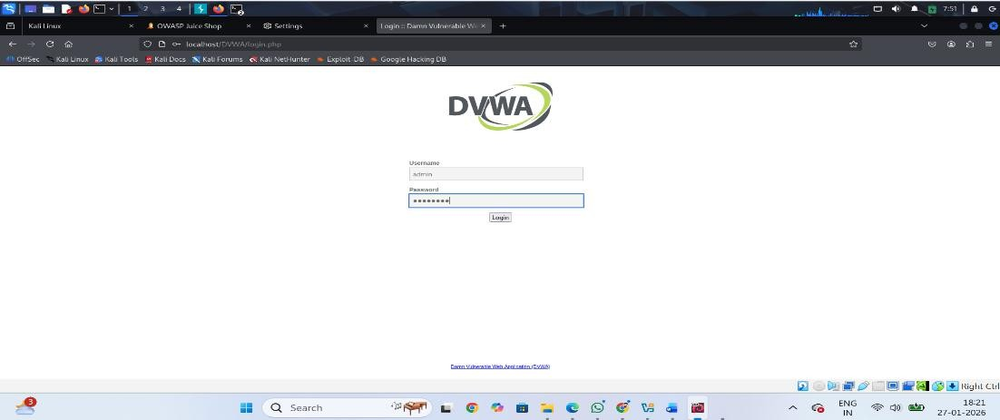 1 2 3 4 7:51
Kali Linux × OWASP Juice Shop × Settings × Login :: Damn Vulnerable We × +
localhost/DVWA/login.php
OffSec Kali Linux Kali Tools Kali Docs Kali Forums Kali NetHunter Exploit-DB Google Hacking DB
DVWA
Username
admin
Password
Login
Damn Vulnerable Web Application (DVWA)
Right Ctrl
3 Search ENG 18:21
IN 27-01-2026